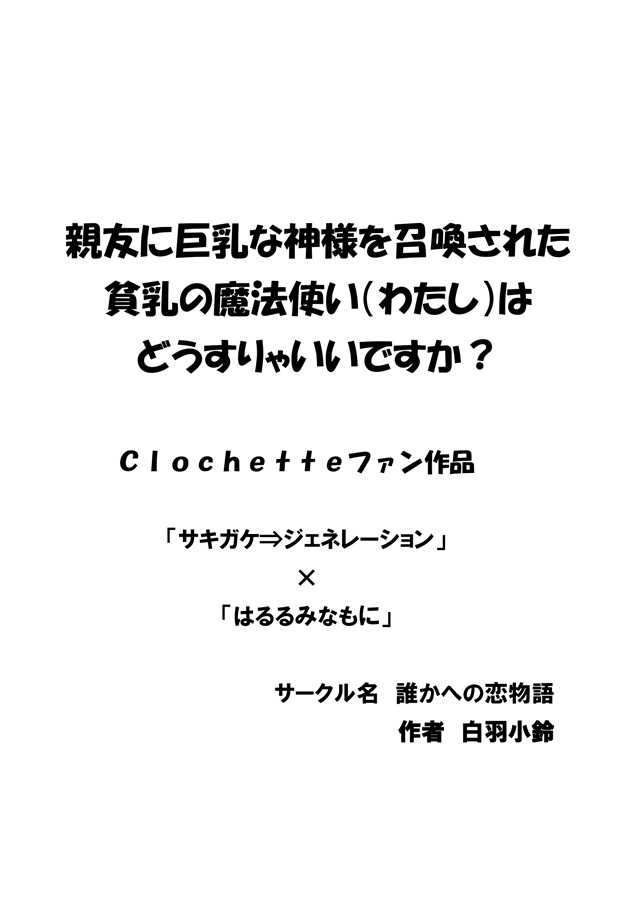 親友に巨乳な神様を召喚された
貧乳の魔法使い(わたし)は
どうすりゃいいですか？
Ｃｌｏｃｈｅｔｔｅファン作品
「サキガケ⇒ジェネレーション」
×
「はるるみなもに」
サークル名　誰かへの恋物語
作者　白羽小鈴